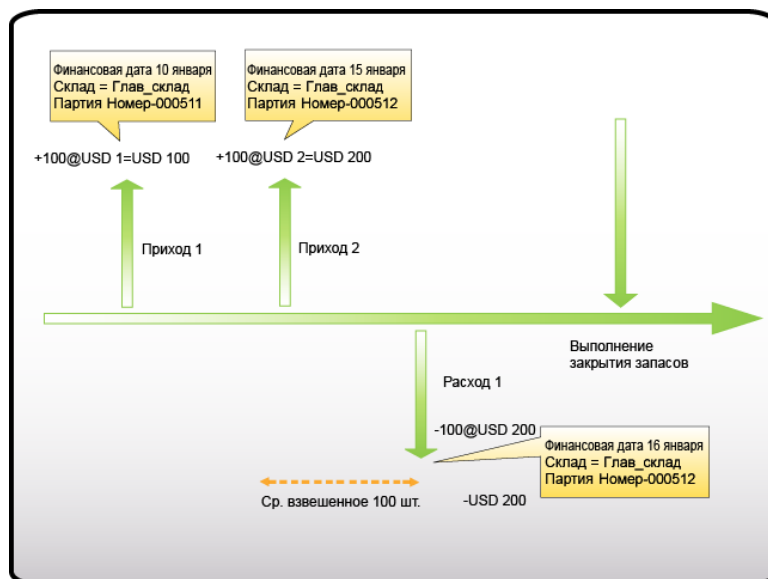 Финансовая дата 10 января
Склад = Глав_склад
Партия Номер-000511
Финансовая дата 15 января
Склад = Глав_склад
Партия Номер-000512
+100@USD 1=USD 100
+100@USD 2=USD 200
Приход 1
Приход 2
Выполнение
закрытия запасов
Расход 1
-100@USD 200
Финансовая дата 16 января
Склад = Глав_склад
Партия Номер-000512
Ср. взвешенное 100 шт.
-USD 200